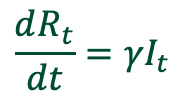 dR_t/dt = γI_t